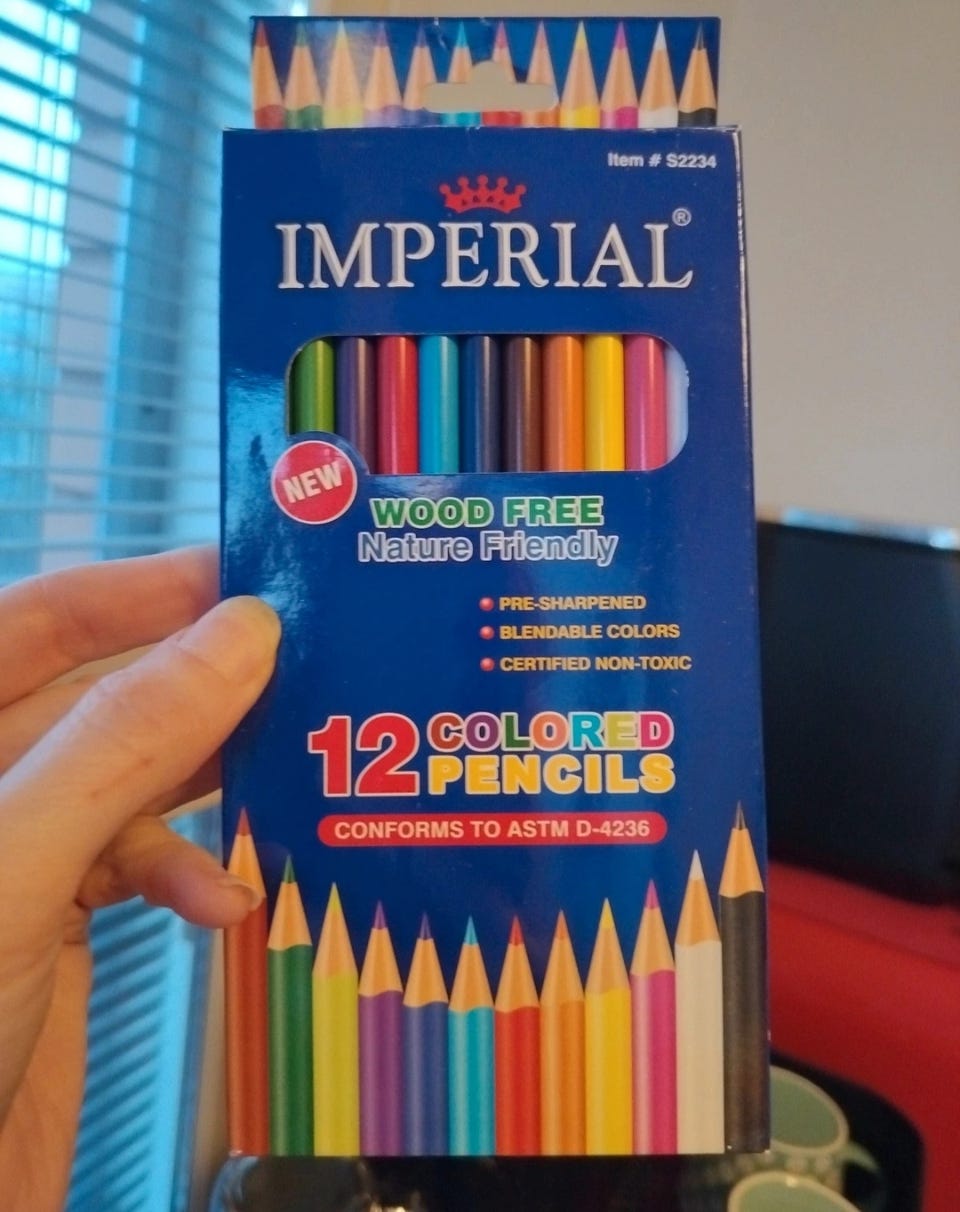 Item # S2234
IMPERIAL®
NEW
WOOD FREE
Nature Friendly
PRE-SHARPENED
BLENDABLE COLORS
CERTIFIED NON-TOXIC
12 COLORED
PENCILS
CONFORMS TO ASTM D-4236